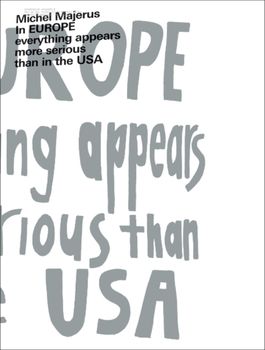 Michel Majerus
In EUROPE
everything appears
more serious
than in the USA
UROPE
ng appears
rious than
e USA